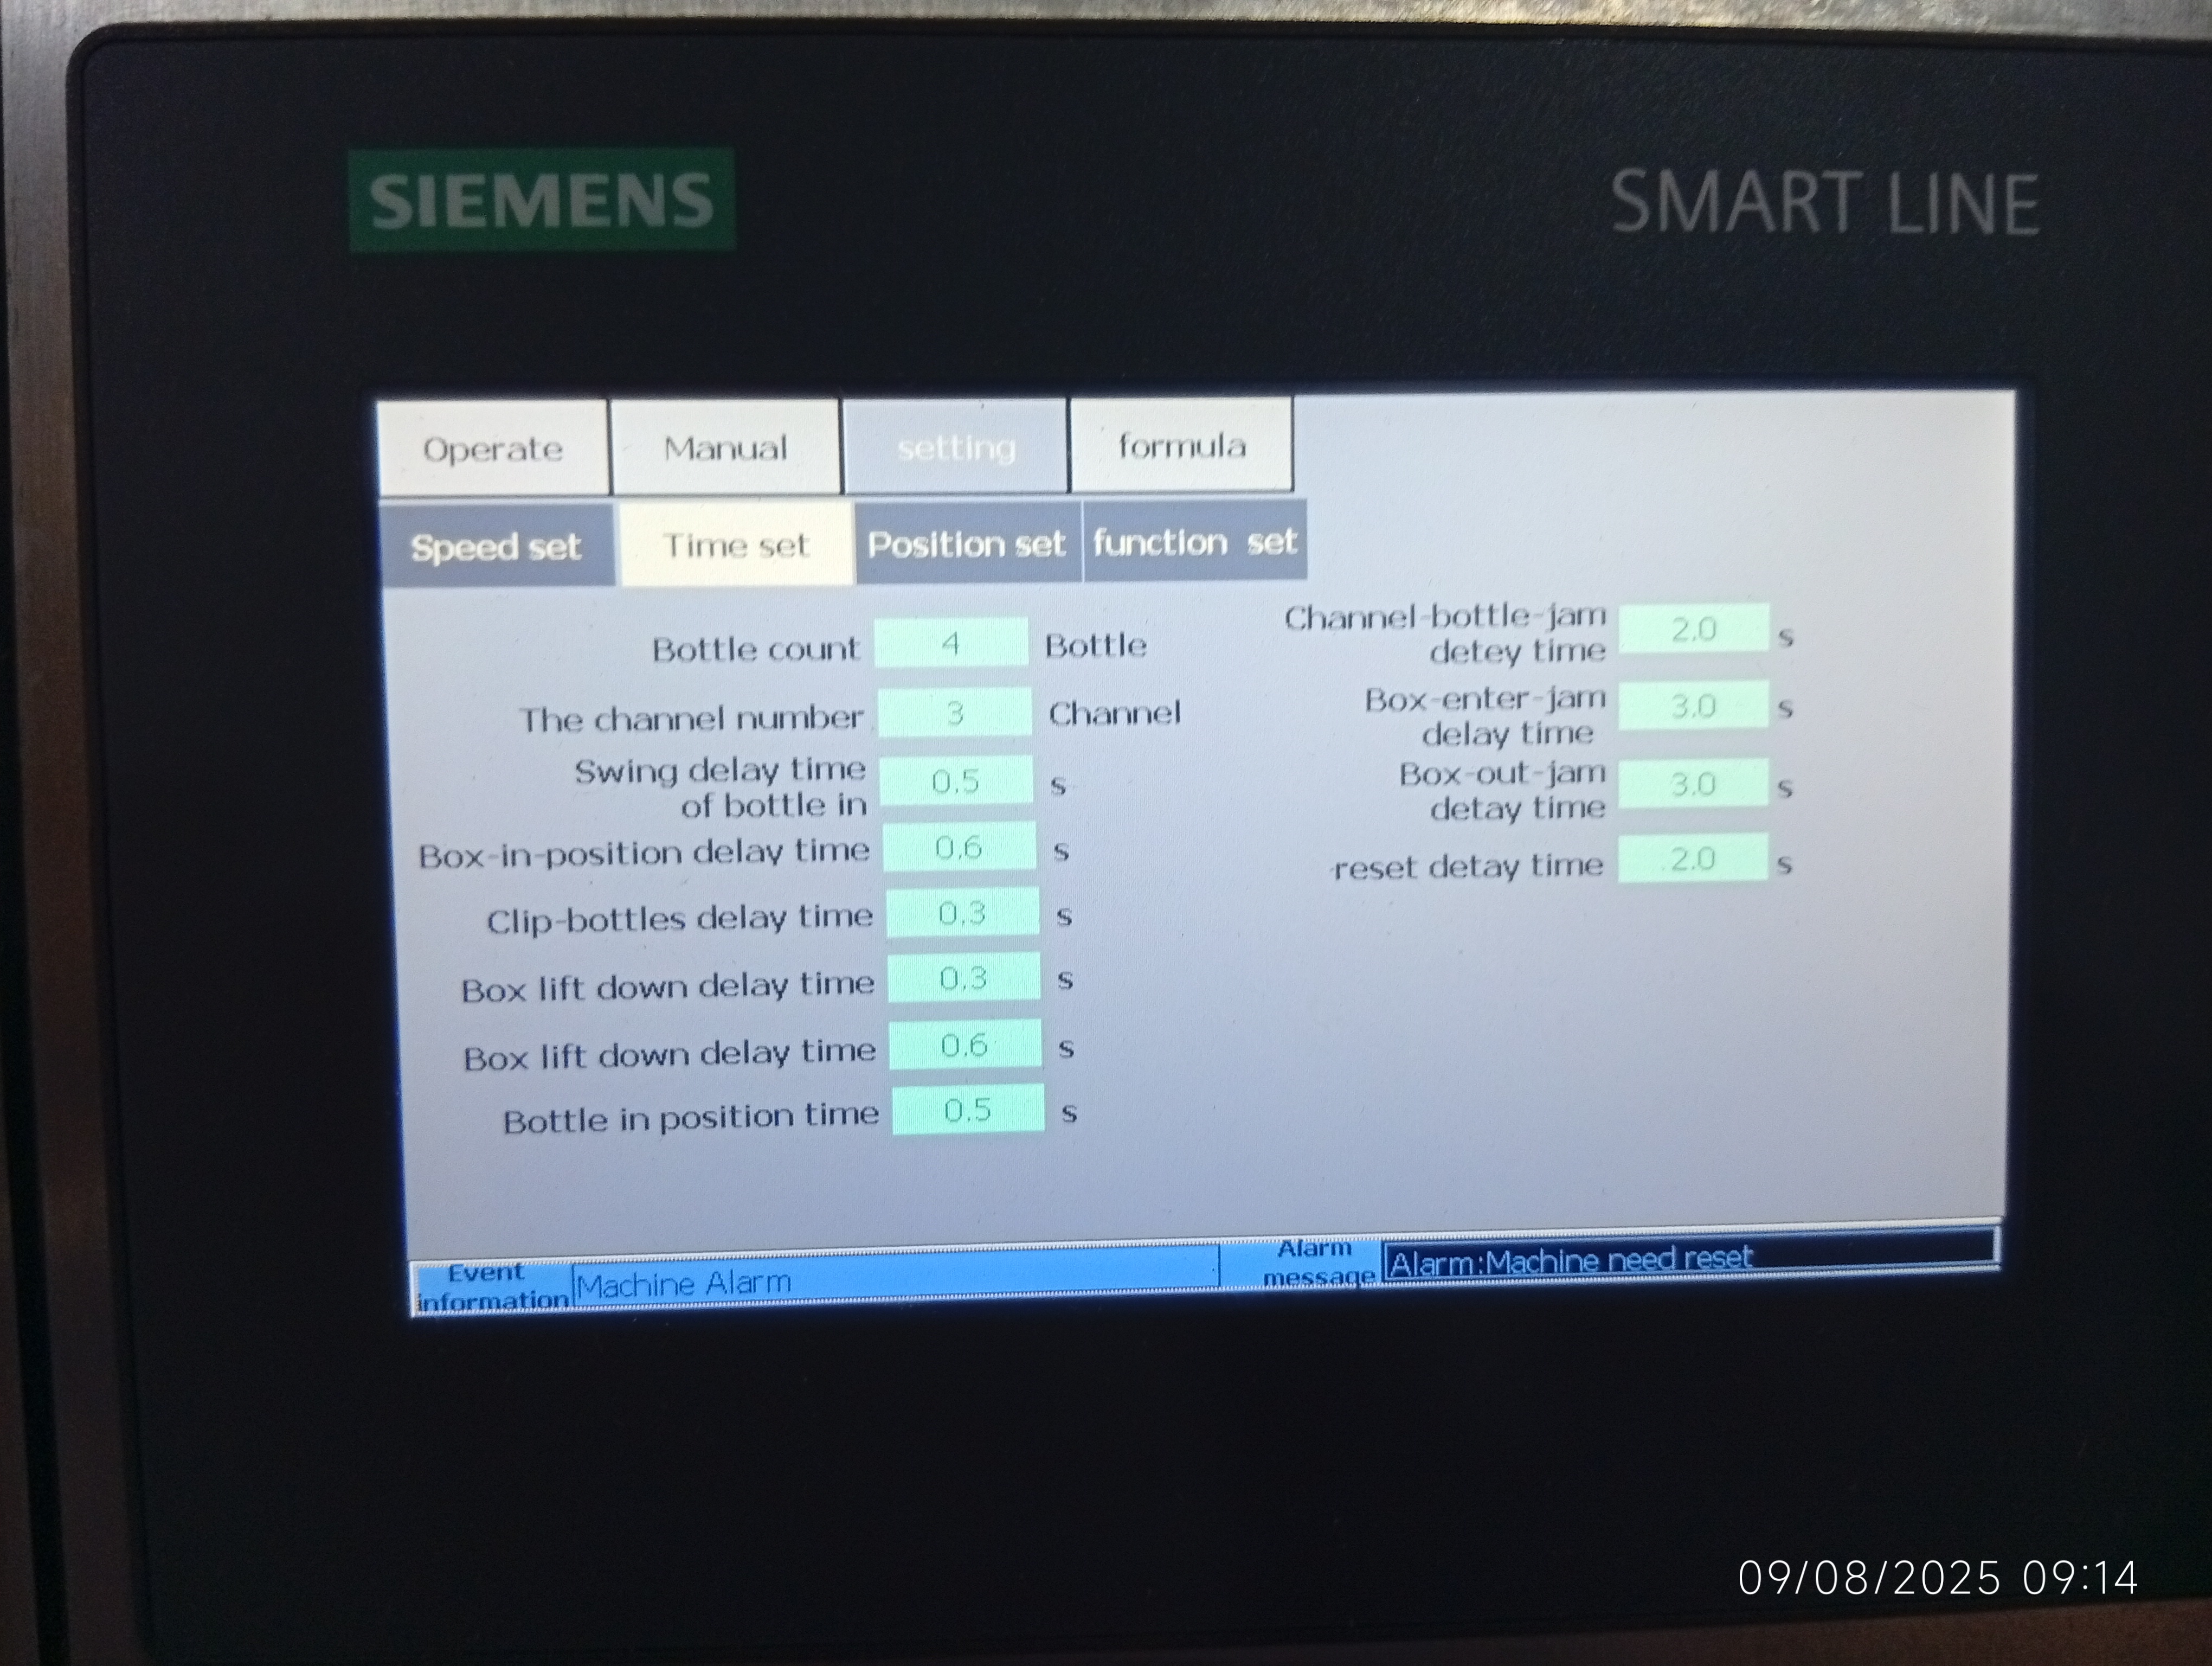 SIEMENS
SMART LINE
Operate
Manual
setting
formula
Speed set
Time set
Position set
function set
Bottle count 4 Bottle
The channel number 3 Channel
Swing delay time
of bottle in 0.5 s
Box-in-position delay time 0.6 s
Clip-bottles delay time 0.3 s
Box lift down delay time 0.3 s
Box lift down delay time 0.6 s
Bottle in position time 0.5 s
Channel-bottle-jam
detey time 2.0 s
Box-enter-jam
delay time 3.0 s
Box-out-jam
detay time 3.0 s
reset detay time 2.0 s
Event
information
Machine Alarm
Alarm
message
Alarm:Machine need reset
09/08/2025 09:14